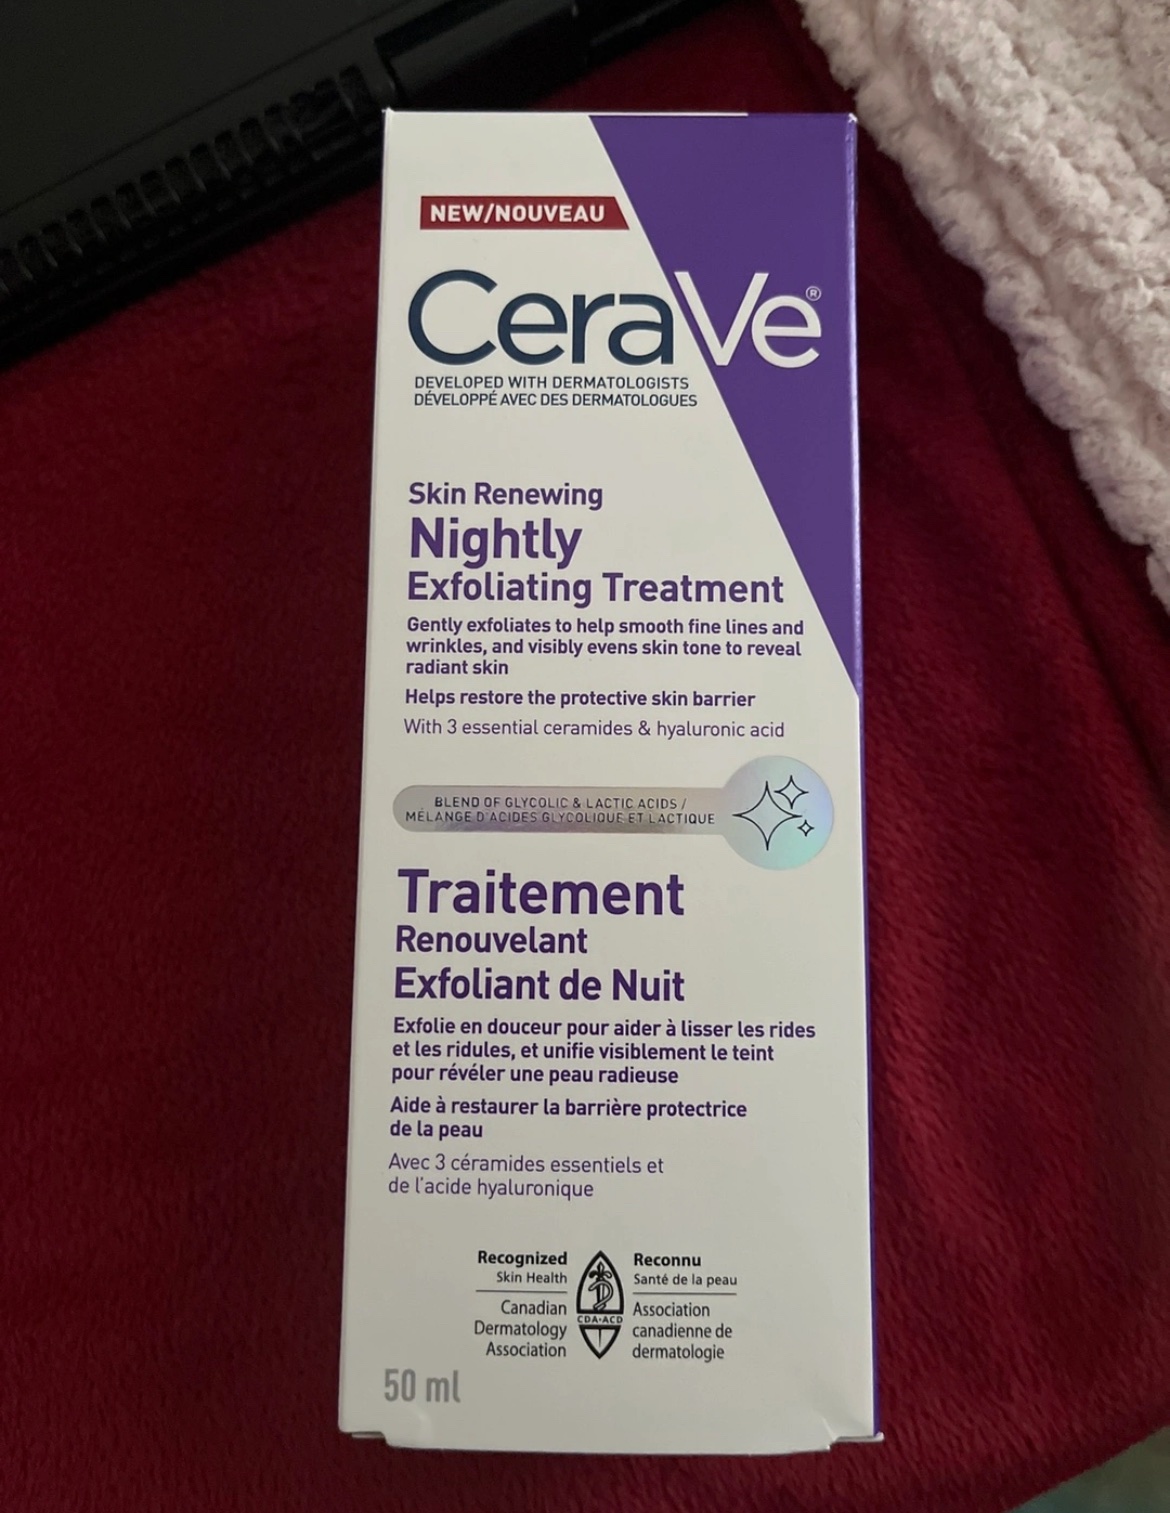 NEW/NOUVEAU
CeraVe®
DEVELOPED WITH DERMATOLOGISTS
DÉVELOPPÉ AVEC DES DERMATOLOGUES
Skin Renewing
Nightly
Exfoliating Treatment
Gently exfoliates to help smooth fine lines and
wrinkles, and visibly evens skin tone to reveal
radiant skin
Helps restore the protective skin barrier
With 3 essential ceramides & hyaluronic acid
BLEND OF GLYCOLIC & LACTIC ACIDS /
MÉLANGE D'ACIDES GLYCOLIQUE ET LACTIQUE
Traitement
Renouvelant
Exfoliant de Nuit
Exfolie en douceur pour aider à lisser les rides
et les ridules, et unifie visiblement le teint
pour révéler une peau radieuse
Aide à restaurer la barrière protectrice
de la peau
Avec 3 céramides essentiels et
de l'acide hyaluronique
Recognized
Skin Health
Canadian
Dermatology
Association
CDA·ACD
Reconnu
Santé de la peau
Association
canadienne de
dermatologie
50 ml